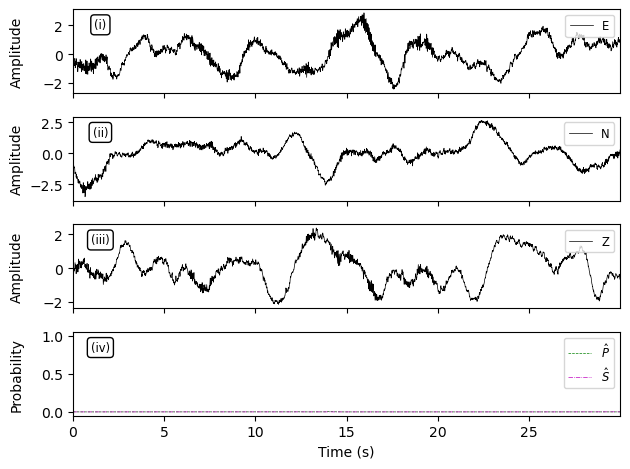 (i)
E
Amplitude
2
0
−2
(ii)
N
Amplitude
2.5
0.0
−2.5
(iii)
Z
Amplitude
2
0
−2
(iv)
P̂
Ŝ
Probability
1.0
0.5
0.0
0 5 10 15 20 25
Time (s)